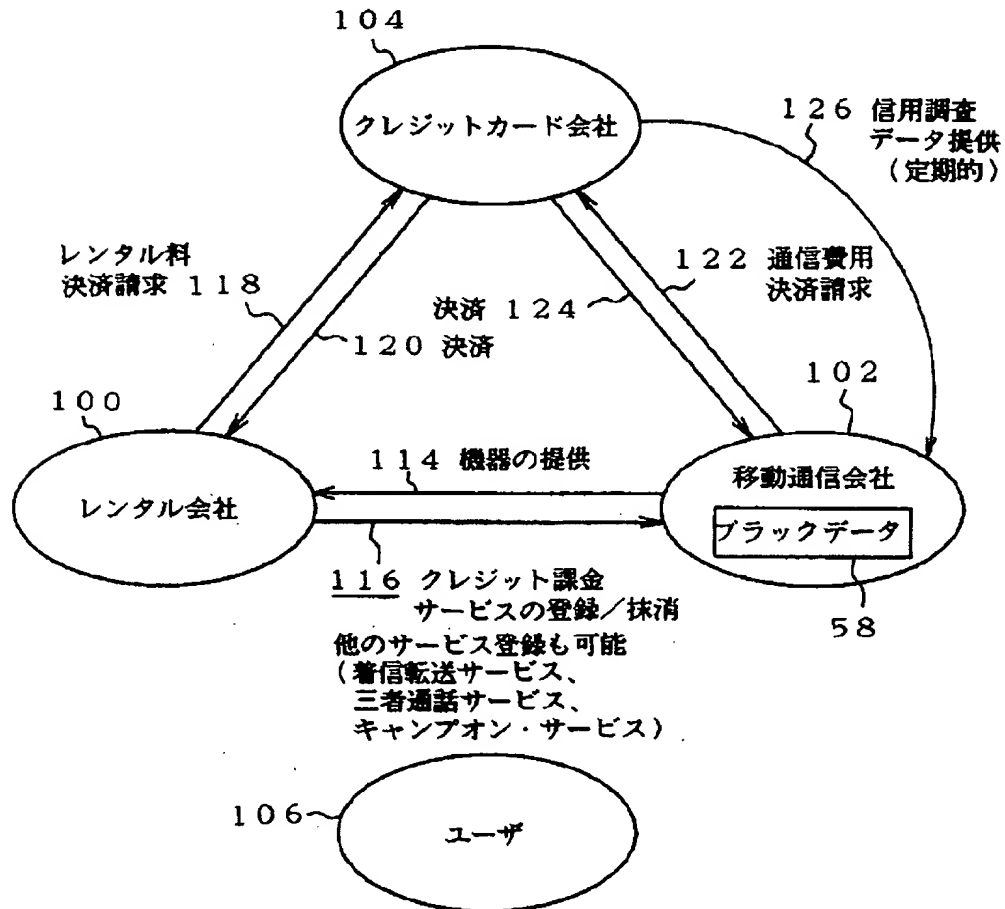 104
クレジットカード会社
126 信用調査
データ提供
(定期的)
レンタル料
決済請求 118
122 通信費用
決済請求
決済 124
120 決済
102
100
114 機器の提供
移動通信会社
レンタル会社
ブラックデータ
116 クレジット課金
サービスの登録/抹消
58
他のサービス登録も可能
(着信転送サービス、
三者通話サービス、
キャンプオン・サービス)
106
ユーザ